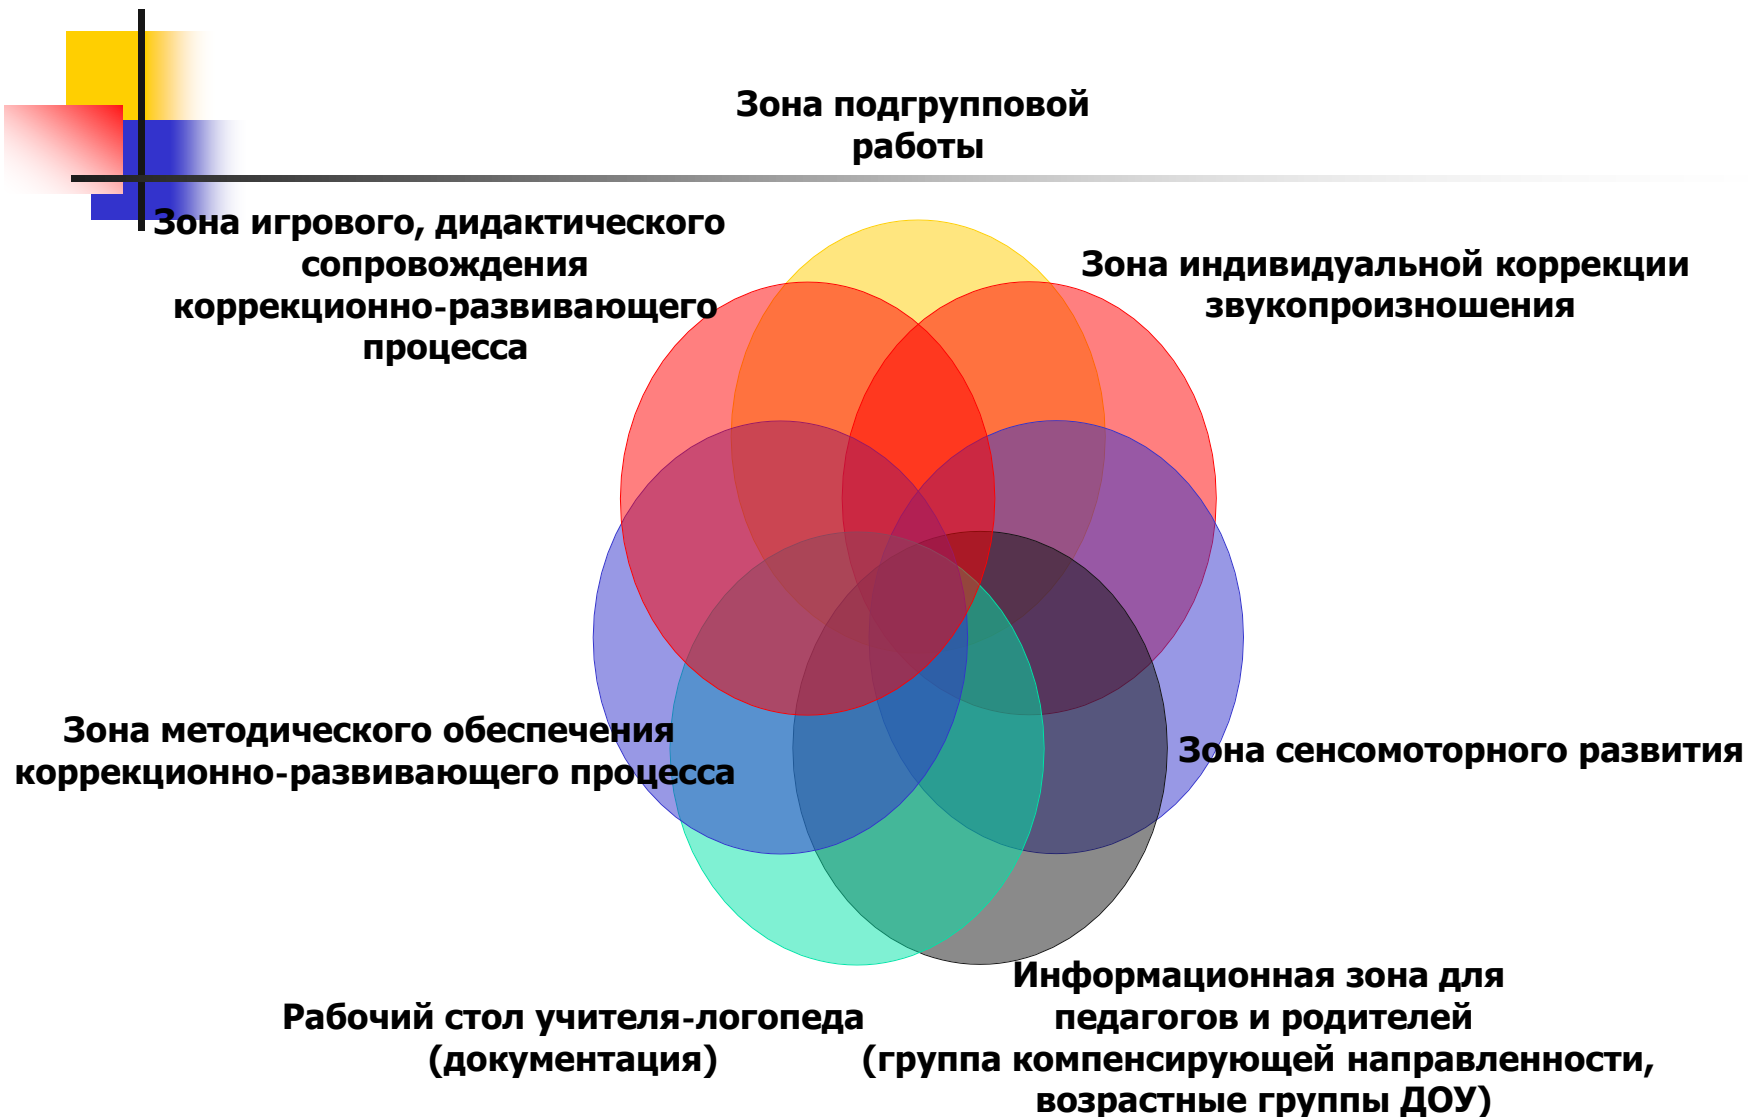 Зона подгрупповой
работы
Зона игрового, дидактического
сопровождения
коррекционно-развивающего
процесса
Зона индивидуальной коррекции
звукопроизношения
Зона методического обеспечения
коррекционно-развивающего процесса
Зона сенсомоторного развития
Рабочий стол учителя-логопеда
(документация)
Информационная зона для
педагогов и родителей
(группа компенсирующей направленности,
возрастные группы ДОУ)